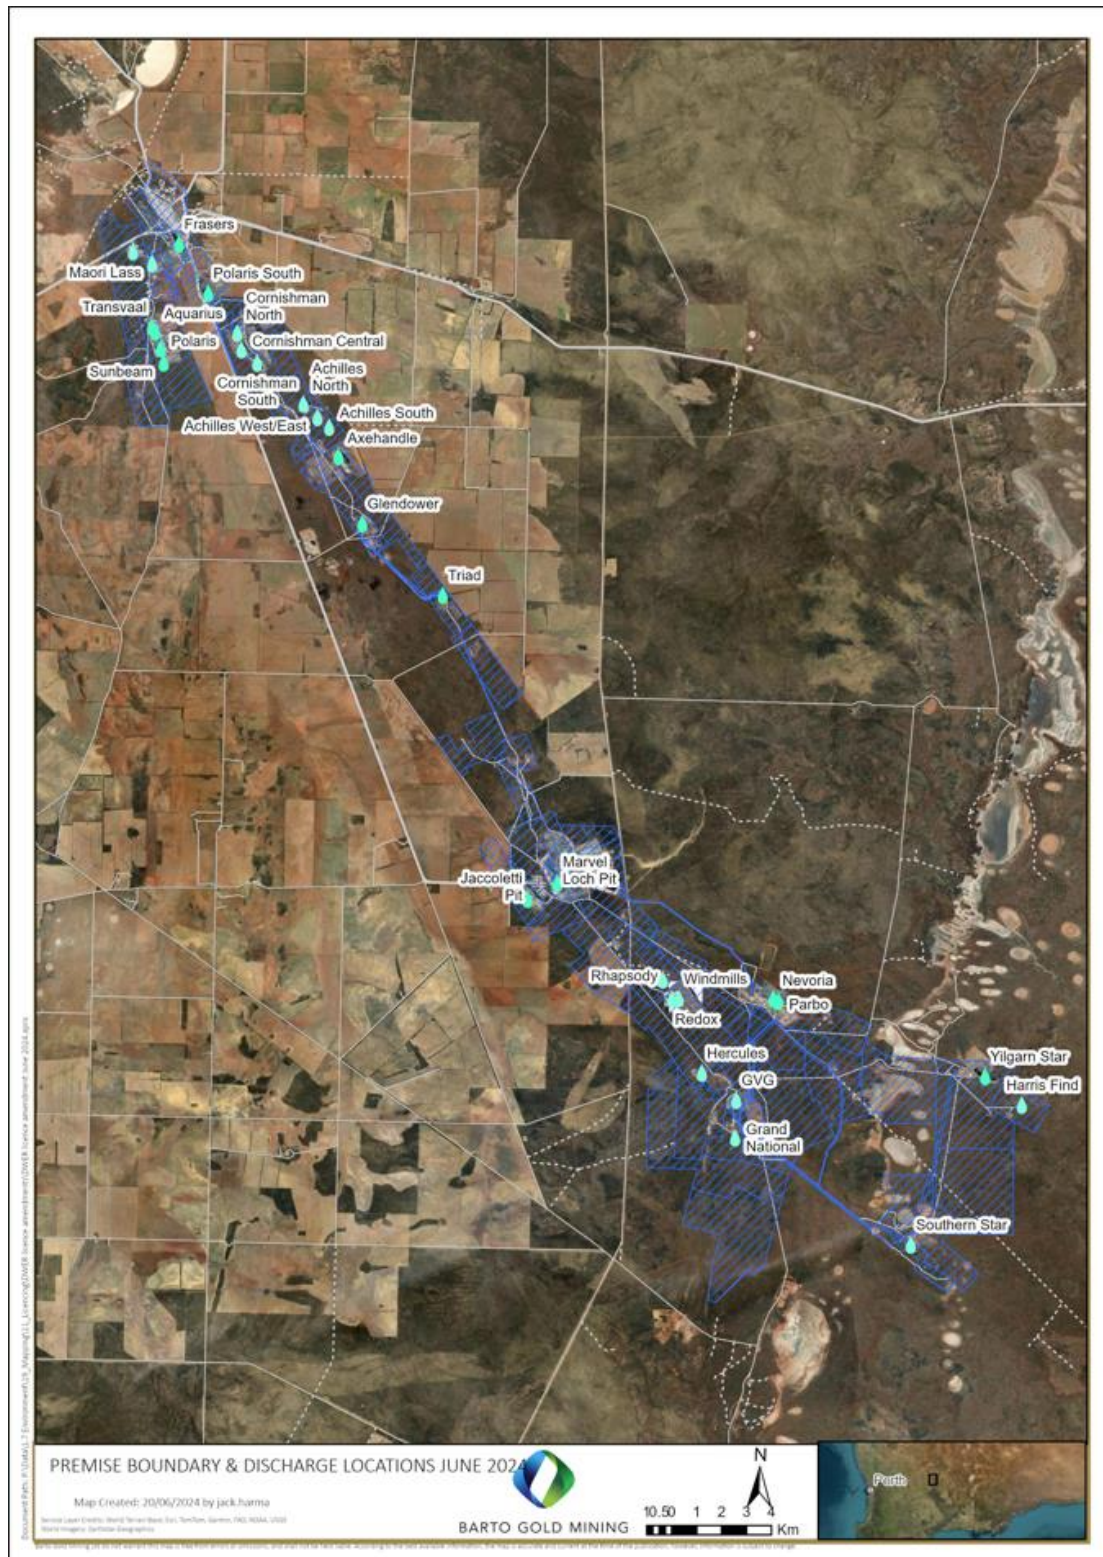 Frasers
Maori Lass
Polaris South
Transvaal
Aquarius
Cornishman
North
Polaris
Cornishman Central
Sunbeam
Achilles
North
Cornishman
South
Achilles South
Achilles West/East
Axehandle
Glendower
Triad
Marvel
Loch Pit
Jaccoletti
Pit
Rhapsody
Windmills
Nevoria
Parbo
Redox
Hercules
Yilgarn Star
GVG
Harris Find
Grand
National
Southern Star
PREMISE BOUNDARY & DISCHARGE LOCATIONS JUNE 2024
Map Created: 20/06/2024 by jack.harma
BARTO GOLD MINING
N
10.50 1 2 3 4
Km
Perth